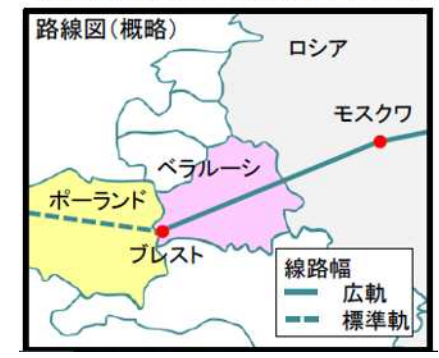 路線図(概略)
ロシア
モスクワ
ベラルーシ
ポーランド
ブレスト
線路幅
広軌
標準軌